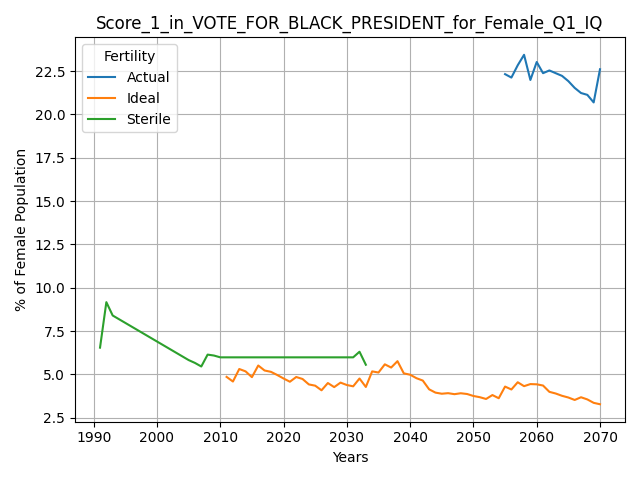 Score_1_in_VOTE_FOR_BLACK_PRESIDENT_for_Female_Q1_IQ
Fertility
Actual
Ideal
Sterile
% of Female Population
22.5
20.0
17.5
15.0
12.5
10.0
7.5
5.0
2.5
1990 2000 2010 2020 2030 2040 2050 2060 2070
Years